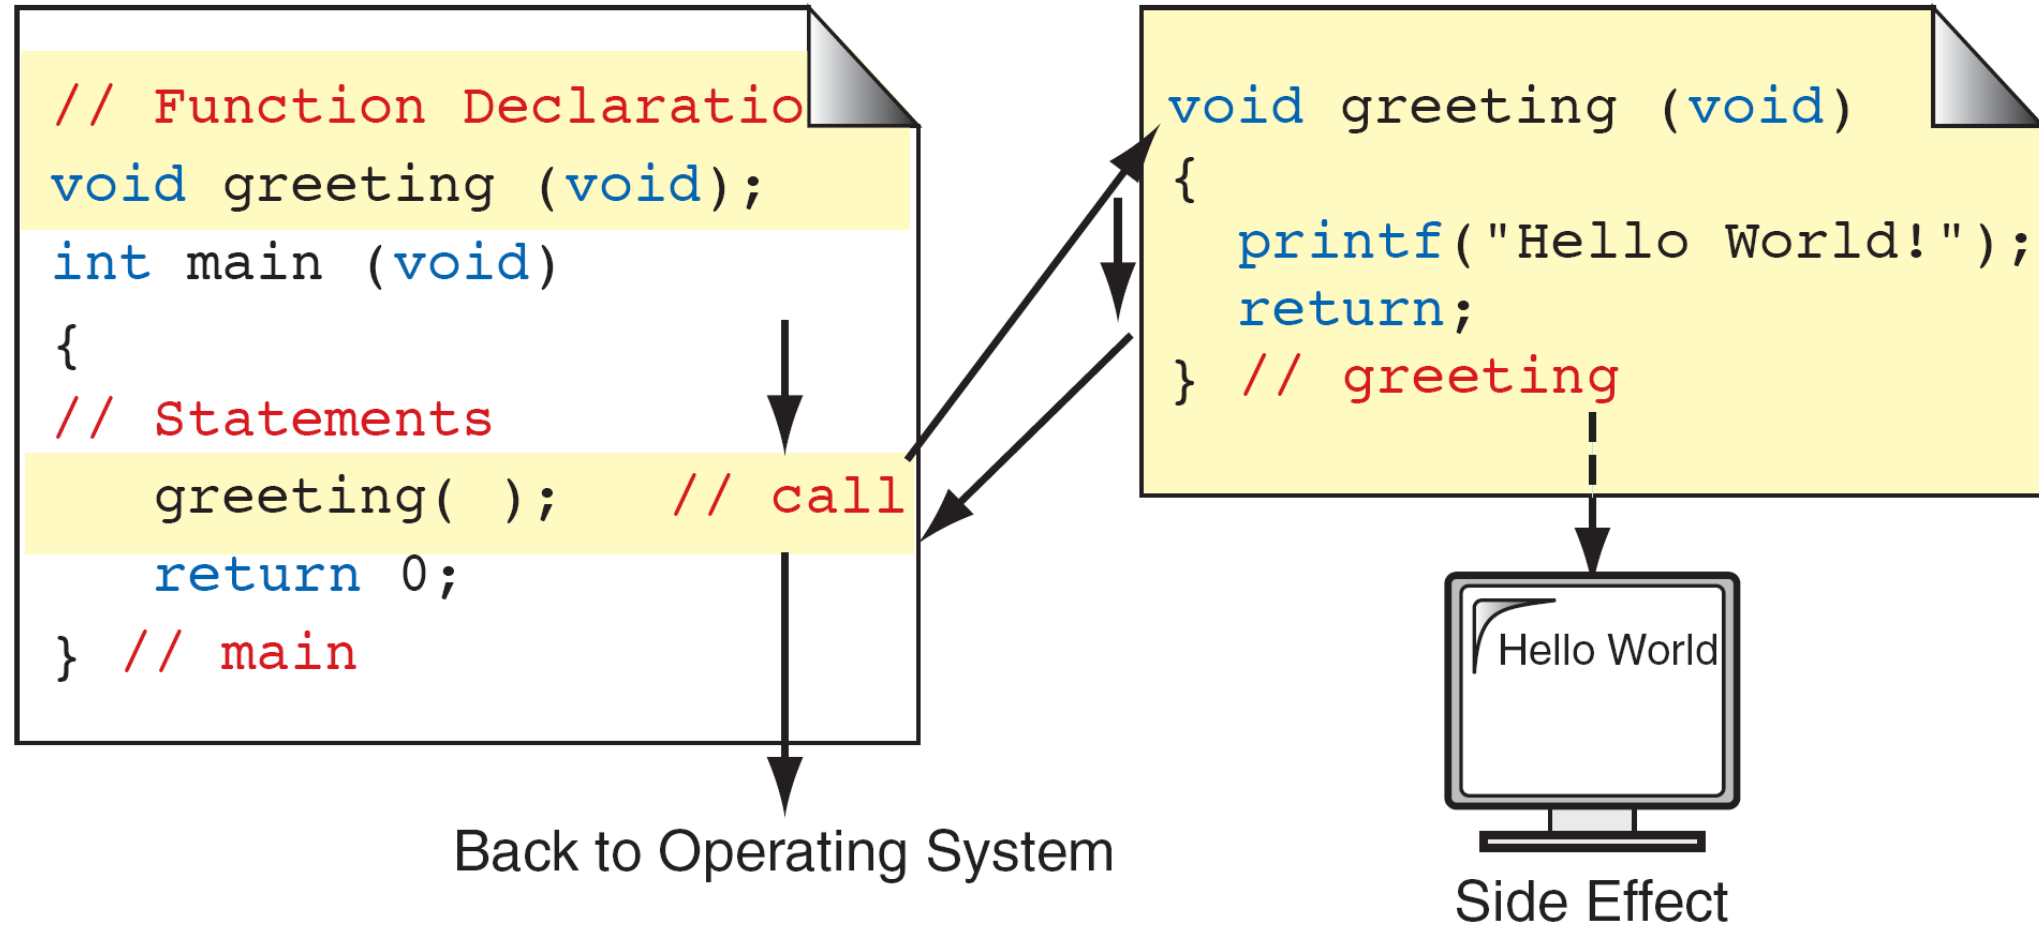 // Function Declaratio
void greeting (void);
int main (void)
{
// Statements
greeting( ); // call
return 0;
} // main
Back to Operating System
void greeting (void)
{
printf("Hello World!");
return;
} // greeting
Hello World
Side Effect